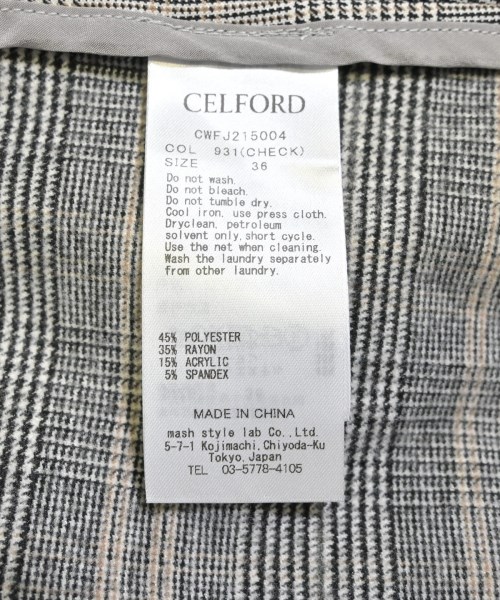 CELFORD
CWFJ215004
COL 931(CHECK)
SIZE 36
Do not wash.
Do not bleach.
Do not tumble dry.
Cool iron, use press cloth.
Dryclean, petroleum
solvent only, short cycle.
Use the net when cleaning.
Wash the laundry separately
from other laundry.
45% POLYESTER
35% RAYON
15% ACRYLIC
5% SPANDEX
MADE IN CHINA
mash style lab Co., Ltd.
5-7-1 Kojimachi, Chiyoda-Ku
Tokyo, Japan
TEL 03-5778-4105